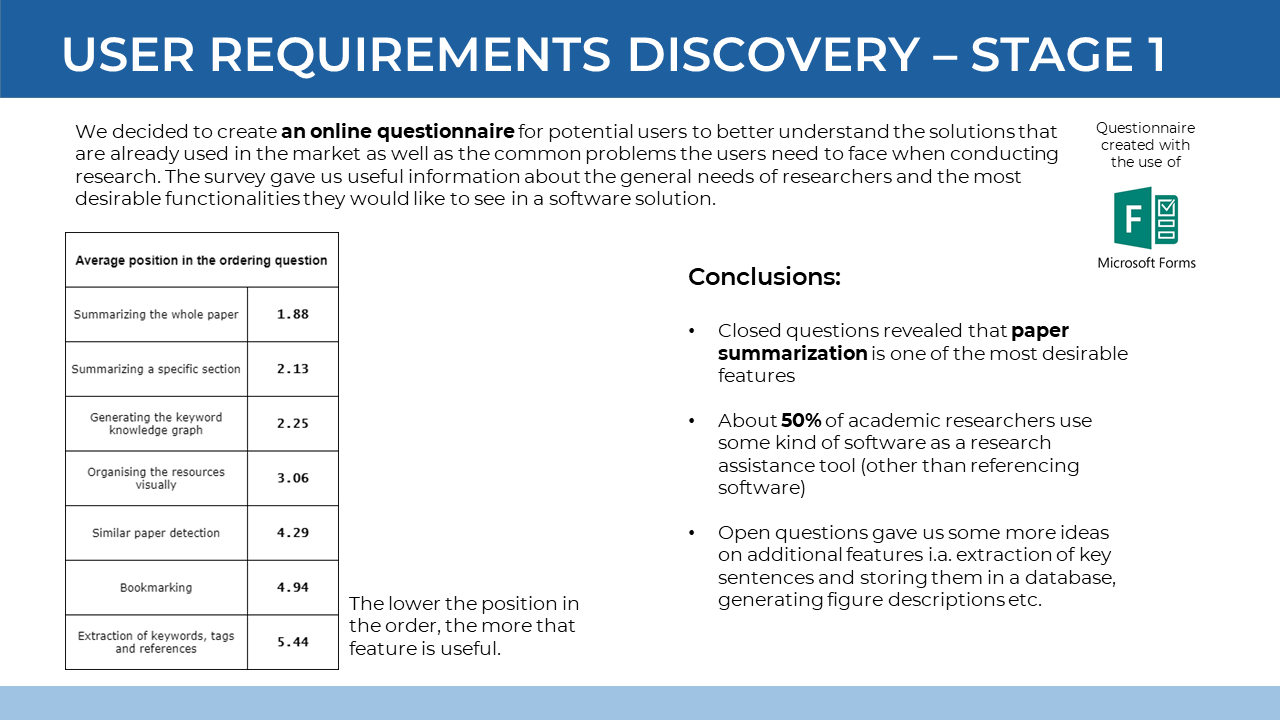 USER REQUIREMENTS DISCOVERY – STAGE 1
We decided to create an online questionnaire for potential users to better understand the solutions that
are already used in the market as well as the common problems the users need to face when conducting
research. The survey gave us useful information about the general needs of researchers and the most
desirable functionalities they would like to see in a software solution.
Questionnaire
created with
the use of
F
Microsoft Forms
Average position in the ordering question
Summarizing the whole paper 1.88
Summarizing a specific section 2.13
Generating the keyword
knowledge graph 2.25
Organising the resources
visually 3.06
Similar paper detection 4.29
Bookmarking 4.94
Extraction of keywords, tags
and references 5.44
The lower the position in
the order, the more that
feature is useful.
Conclusions:
• Closed questions revealed that paper
summarization is one of the most desirable
features
• About 50% of academic researchers use
some kind of software as a research
assistance tool (other than referencing
software)
• Open questions gave us some more ideas
on additional features i.a. extraction of key
sentences and storing them in a database,
generating figure descriptions etc.